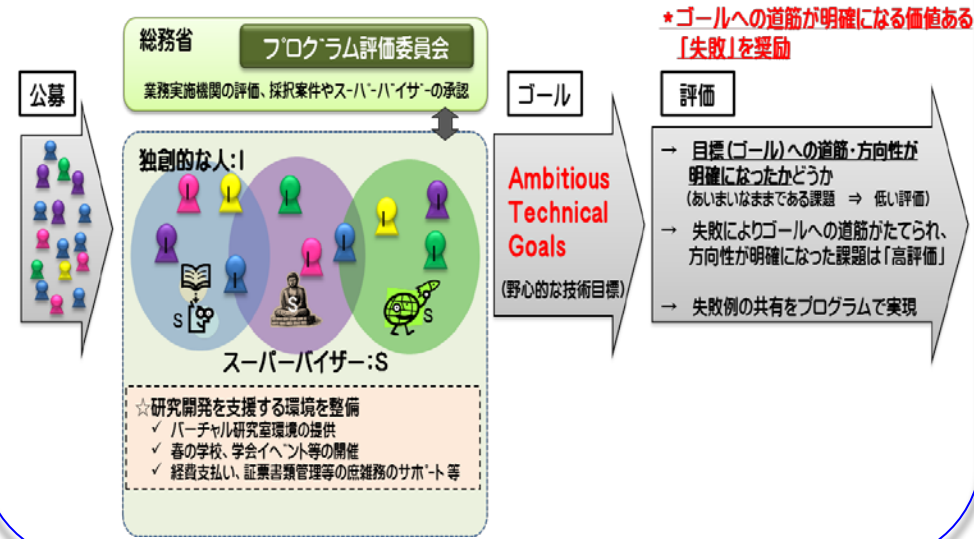 *ゴールへの道筋が明確になる価値ある
「失敗」を奨励
総務省
プログラム評価委員会
業務実施機関の評価、採択案件やスーパーバイザーの承認
公募
ゴール
評価
独創的な人:I
I
I
I
I
I
I
I
I
I
I
S
S
S
スーパーバイザー:S
☆研究開発を支援する環境を整備
✓ バーチャル研究室環境の提供
✓ 春の学校、学会イベント等の開催
✓ 経費支払い、証票書類管理等の庶雑務のサポート等
Ambitious
Technical
Goals
(野心的な技術目標)
→ 目標(ゴール)への道筋・方向性が
明確になったかどうか
(あいまいなままである課題 ⇒ 低い評価)
→ 失敗によりゴールへの道筋がたてられ、
方向性が明確になった課題は「高評価」
→ 失敗例の共有をプログラムで実現